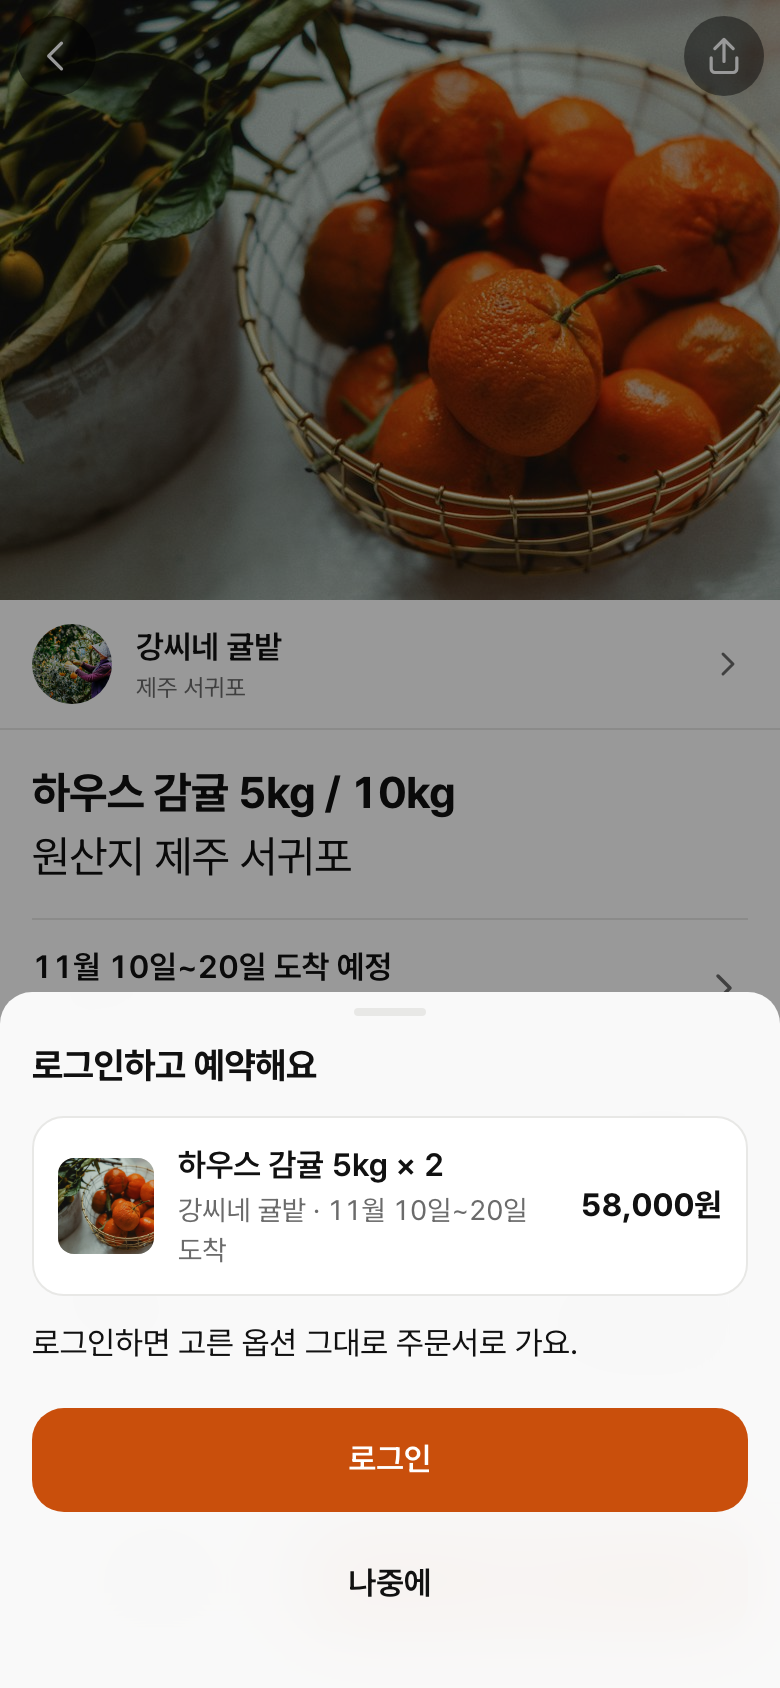 강씨네 귤밭
제주 서귀포
하우스 감귤 5kg / 10kg
원산지 제주 서귀포
11월 10일~20일 도착 예정
로그인하고 예약해요
하우스 감귤 5kg × 2
강씨네 귤밭 · 11월 10일~20일
도착
58,000원
로그인하면 고른 옵션 그대로 주문서로 가요.
로그인
나중에